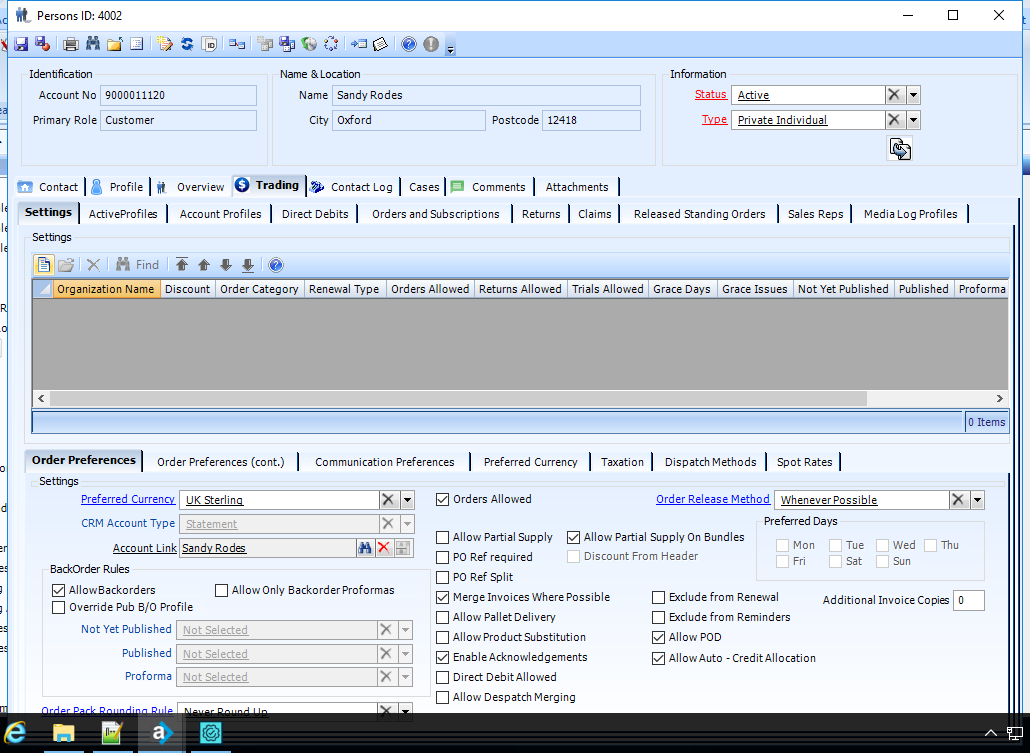 Persons ID: 4002
Identification
Name & Location
Information
Account No 9000011120
Name Sandy Rodes
Status Active
Primary Role Customer
City Oxford Postcode 12418
Type Private Individual
Contact Profile Overview Trading Contact Log Cases Comments Attachments
Settings ActiveProfiles Account Profiles Direct Debits Orders and Subscriptions Returns Claims Released Standing Orders Sales Reps Media Log Profiles
Settings
Find
Organization Name Discount Order Category Renewal Type Orders Allowed Returns Allowed Trials Allowed Grace Days Grace Issues Not Yet Published Published Proforma
0 Items
Order Preferences Order Preferences (cont.) Communication Preferences Preferred Currency Taxation Dispatch Methods Spot Rates
Settings
Preferred Currency UK Sterling
Orders Allowed
Order Release Method Whenever Possible
CRM Account Type Statement
Preferred Days
Account Link Sandy Rodes
Allow Partial Supply Allow Partial Supply On Bundles
Mon Tue Wed Thu
PO Ref required Discount From Header
Fri Sat Sun
BackOrder Rules
PO Ref Split
AllowBackorders Allow Only Backorder Proformas
Merge Invoices Where Possible Exclude from Renewal Additional Invoice Copies 0
Override Pub B/O Profile
Allow Pallet Delivery Exclude from Reminders
Not Yet Published Not Selected
Allow Product Substitution Allow POD
Published Not Selected
Enable Acknowledgements Allow Auto - Credit Allocation
Proforma Not Selected
Direct Debit Allowed
Allow Despatch Merging
Order Pack Rounding Rule Never Round Up